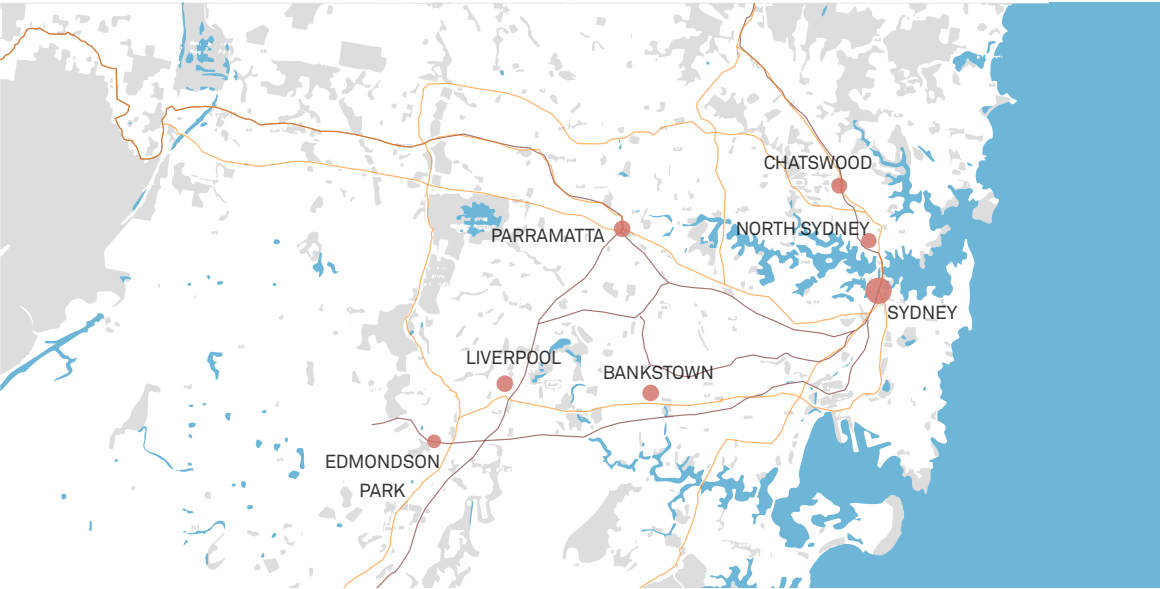 CHATSWOOD
NORTH SYDNEY
PARRAMATTA
SYDNEY
LIVERPOOL
BANKSTOWN
EDMONDSON
PARK